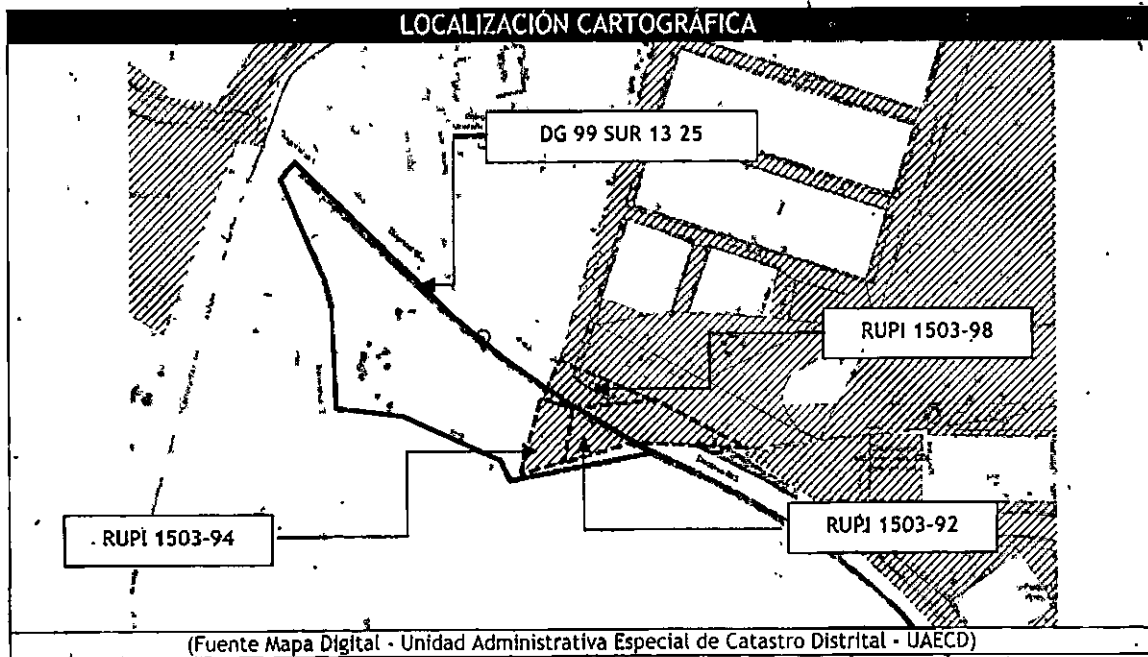 LOCALIZACIÓN CARTOGRÁFICA
DG 99 SUR 13 25
RUPI 1503-98
RUPI 1503-94
RUPI 1503-92
(Fuente Mapa Digital - Unidad Administrativa Especial de Catastro Distrital - UAECD)